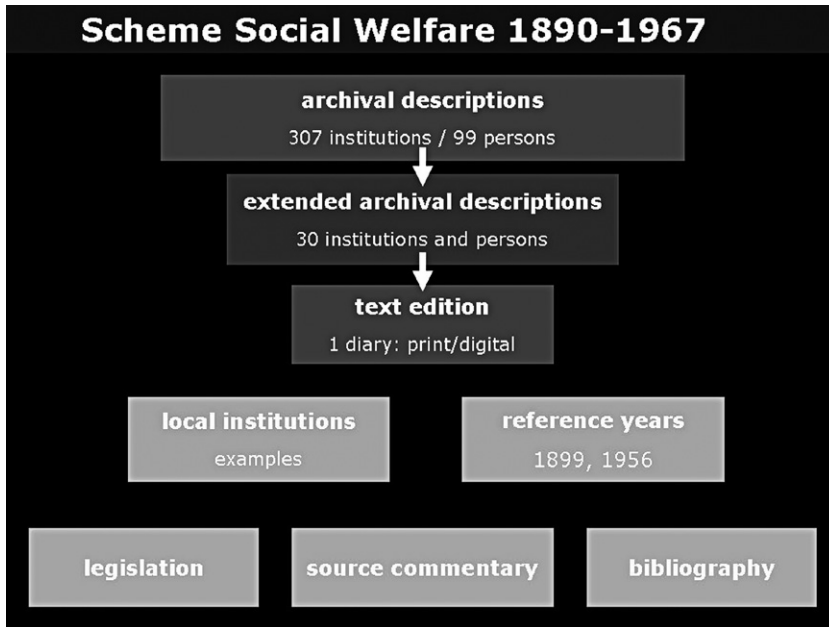 Scheme Social Welfare 1890-1967
archival descriptions
307 institutions / 99 persons
extended archival descriptions
30 institutions and persons
text edition
1 diary: print/digital
local institutions
examples
reference years
1899, 1956
legislation
source commentary
bibliography